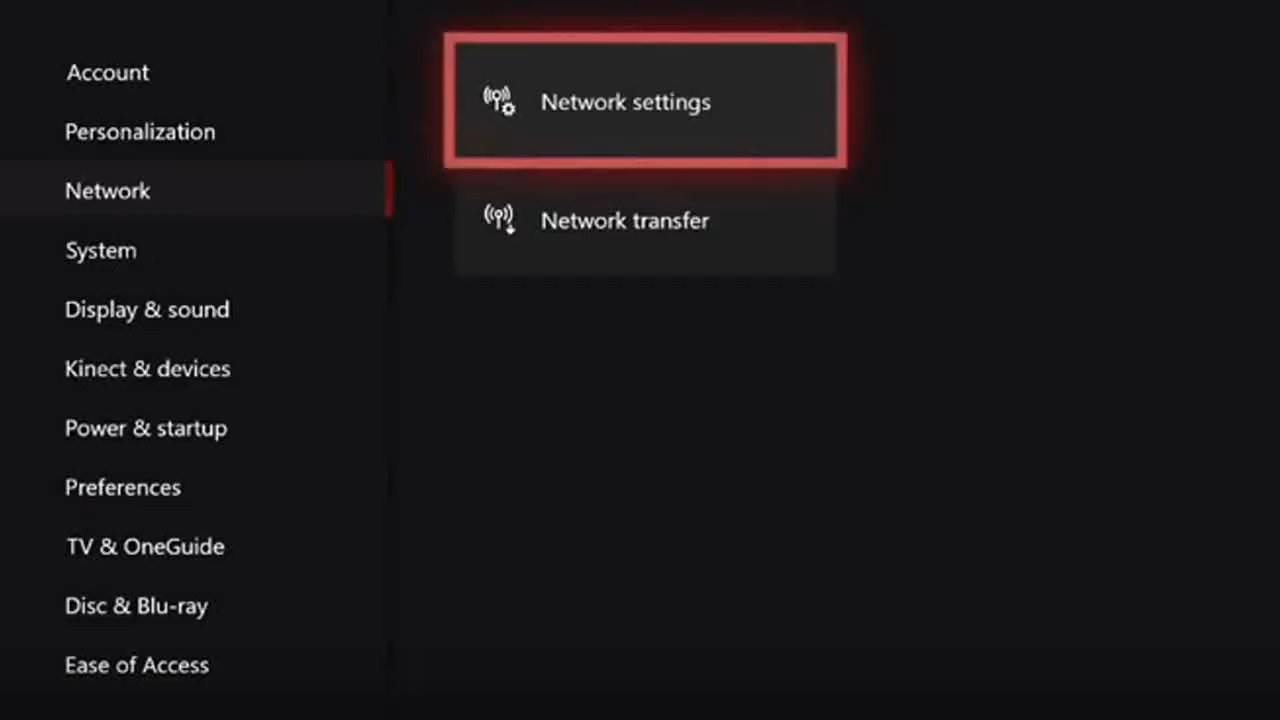 Account
Personalization
Network
System
Display & sound
Kinect & devices
Power & startup
Preferences
TV & OneGuide
Disc & Blu-ray
Ease of Access
Network settings
Network transfer